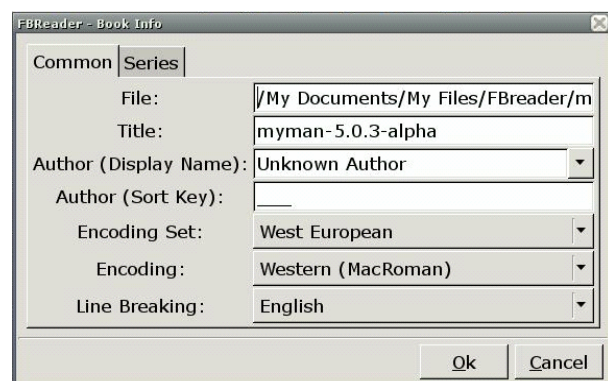 FBReader - Book Info
Common Series
File: /My Documents/My Files/FBreader/m
Title: myman-5.0.3-alpha
Author (Display Name): Unknown Author
Author (Sort Key): ___
Encoding Set: West European
Encoding: Western (MacRoman)
Line Breaking: English
Ok Cancel